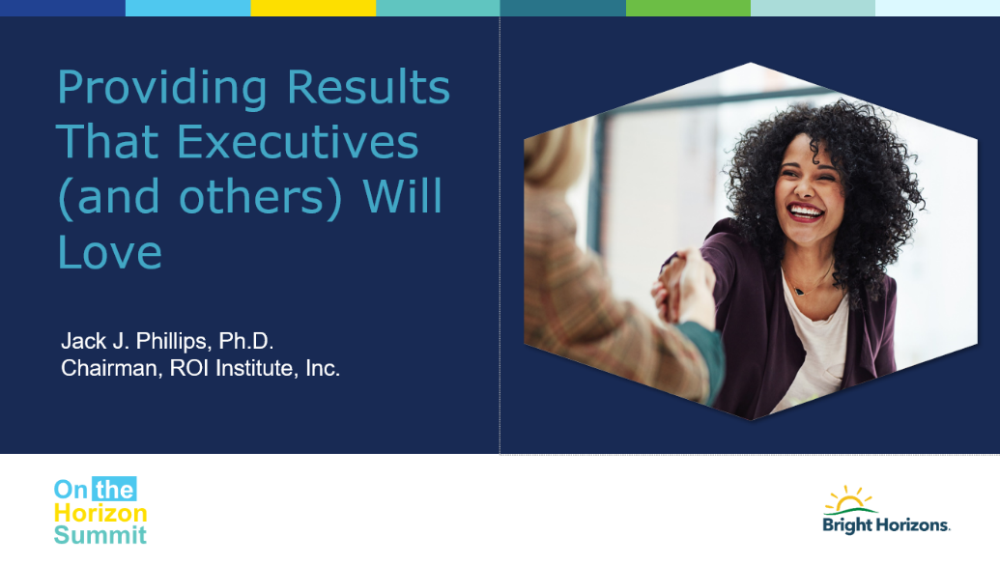 Providing Results
That Executives
(and others) Will
Love
Jack J. Phillips, Ph.D.
Chairman, ROI Institute, Inc.
On the
Horizon
Summit
Bright Horizons.